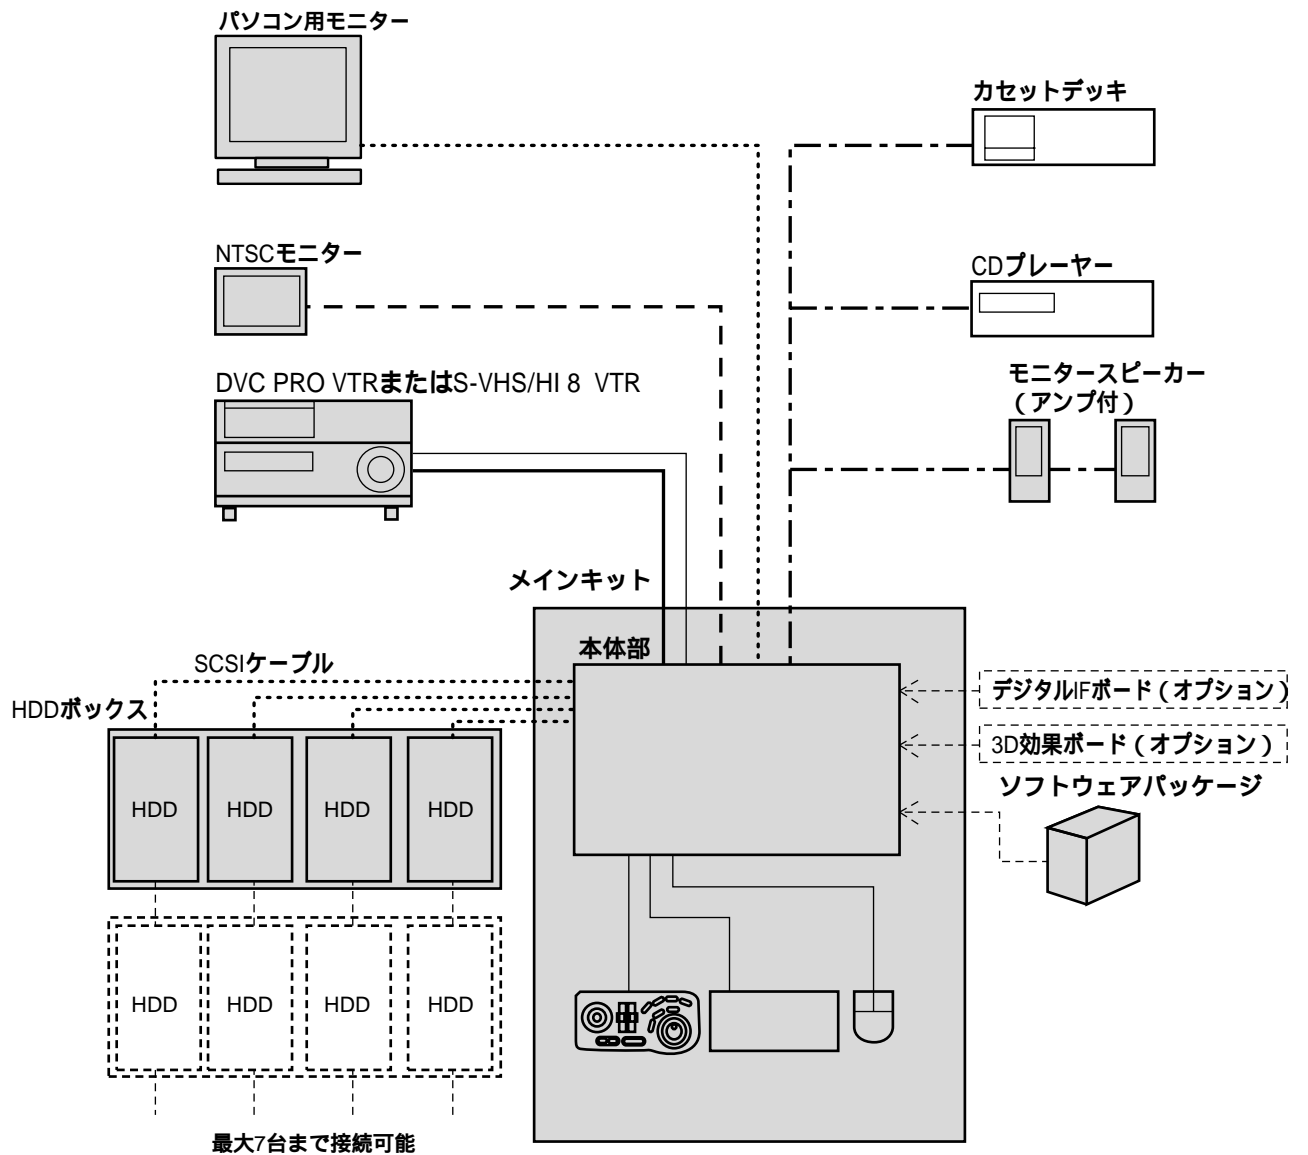 パソコン用モニター
カセットデッキ
NTSCモニター
CDプレーヤー
DVC PRO VTRまたはS-VHS/HI 8 VTR
モニタースピーカー
（アンプ付）
メインキット
本体部
SCSIケーブル
HDDボックス
デジタルIFボード（オプション）
3D効果ボード（オプション）
ソフトウェアパッケージ
HDD
HDD
HDD
HDD
HDD
HDD
HDD
HDD
最大7台まで接続可能